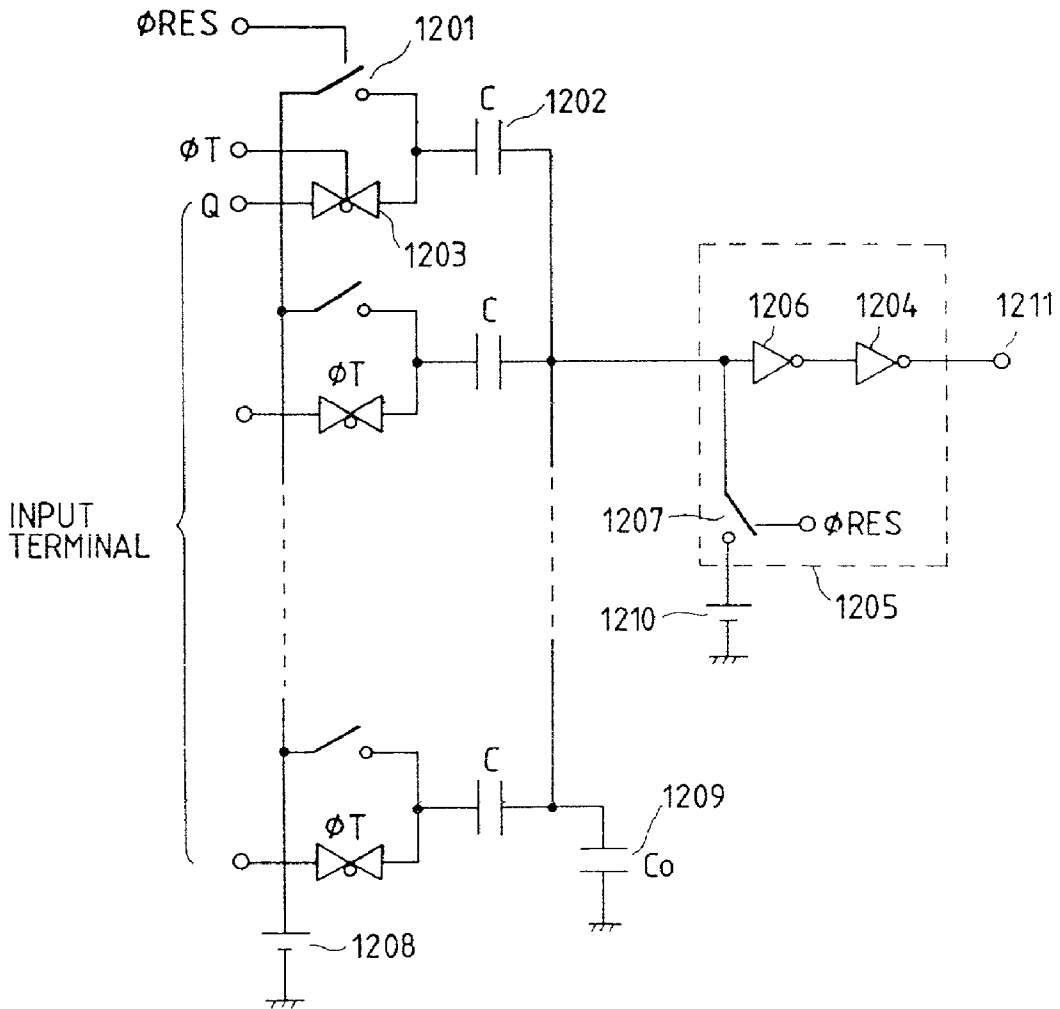 øRES
1201
C
1202
øT
Q
1203
C
øT
1206
1204
1211
INPUT
TERMINAL
1207
øRES
1205
1210
C
1209
øT
Co
1208